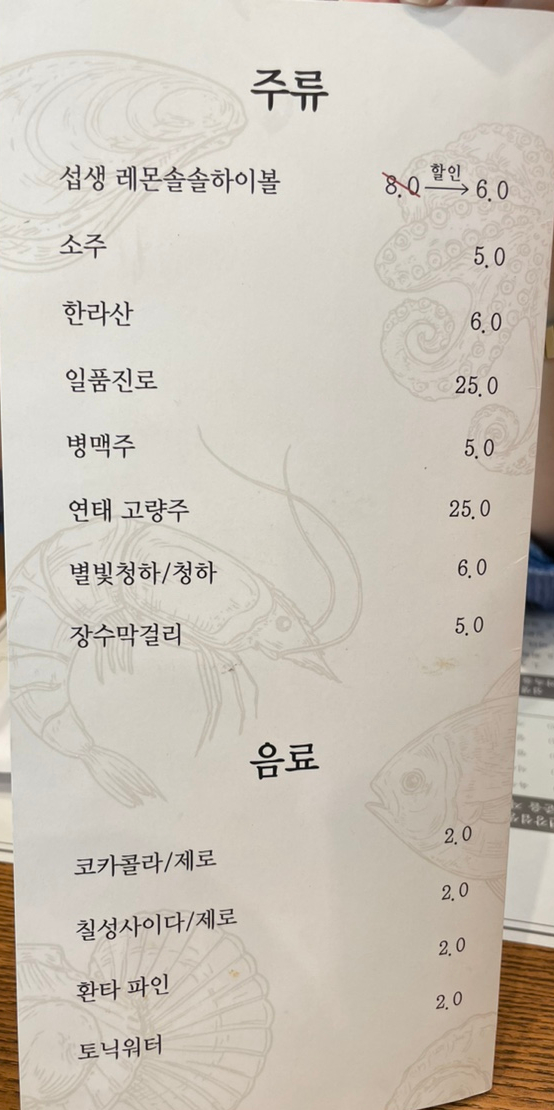 주류
섭생 레몬솔솔하이볼 8.0 할인 → 6.0
소주 5.0
한라산 6.0
일품진로 25.0
병맥주 5.0
연태 고량주 25.0
별빛청하/청하 6.0
장수막걸리 5.0
음료
코카콜라/제로 2.0
칠성사이다/제로 2.0
환타 파인 2.0
토닉워터 2.0